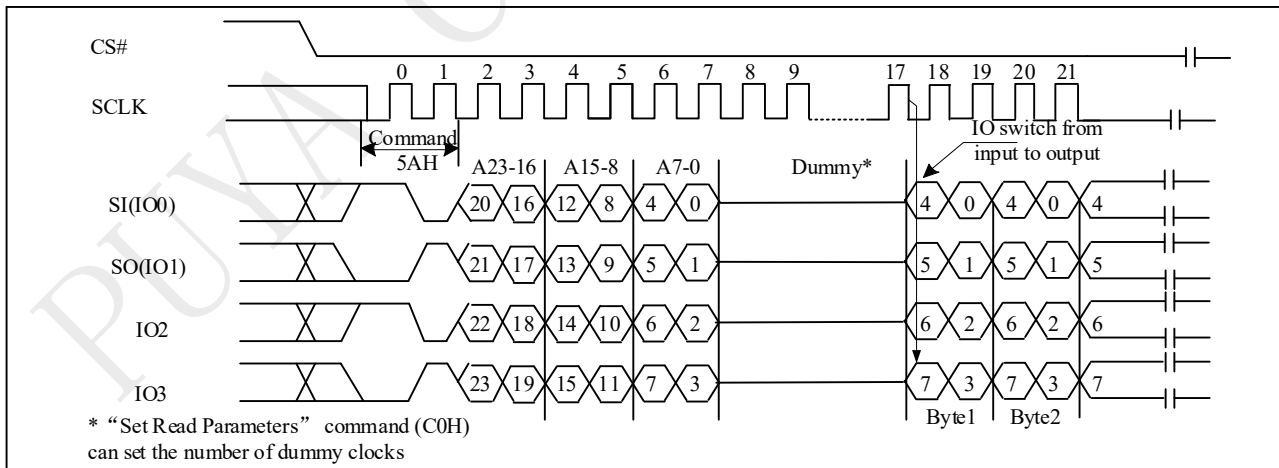 PUYA
CS#
0 1 2 3 4 5 6 7 8 9 17 18 19 20 21
SCLK
Command
5AH
IO switch from
input to output
A23-16 A15-8 A7-0 Dummy*
SI(IO0) 20 16 12 8 4 0 4 0 4 0 4
SO(IO1) 21 17 13 9 5 1 5 1 5 1 5
IO2 22 18 14 10 6 2 6 2 6 2 6
IO3 23 19 15 11 7 3 7 3 7 3 7
Byte1 Byte2
* “Set Read Parameters” command (C0H)
can set the number of dummy clocks